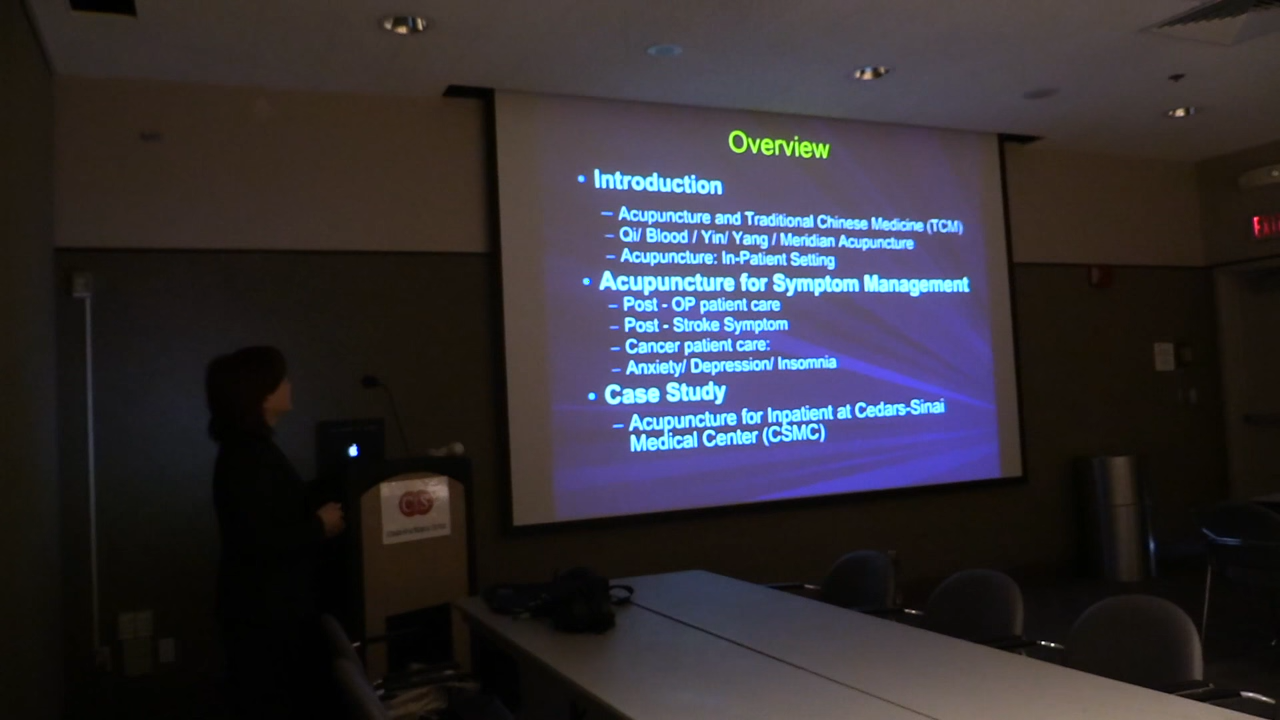 Overview
• Introduction
– Acupuncture and Traditional Chinese Medicine (TCM)
– Qi/ Blood / Yin/ Yang / Meridian Acupuncture
– Acupuncture: In-Patient Setting
• Acupuncture for Symptom Management
– Post - OP patient care
– Post - Stroke Symptom
– Cancer patient care:
– Anxiety/ Depression/ Insomnia
• Case Study
– Acupuncture for Inpatient at Cedars-Sinai
Medical Center (CSMC)
CS